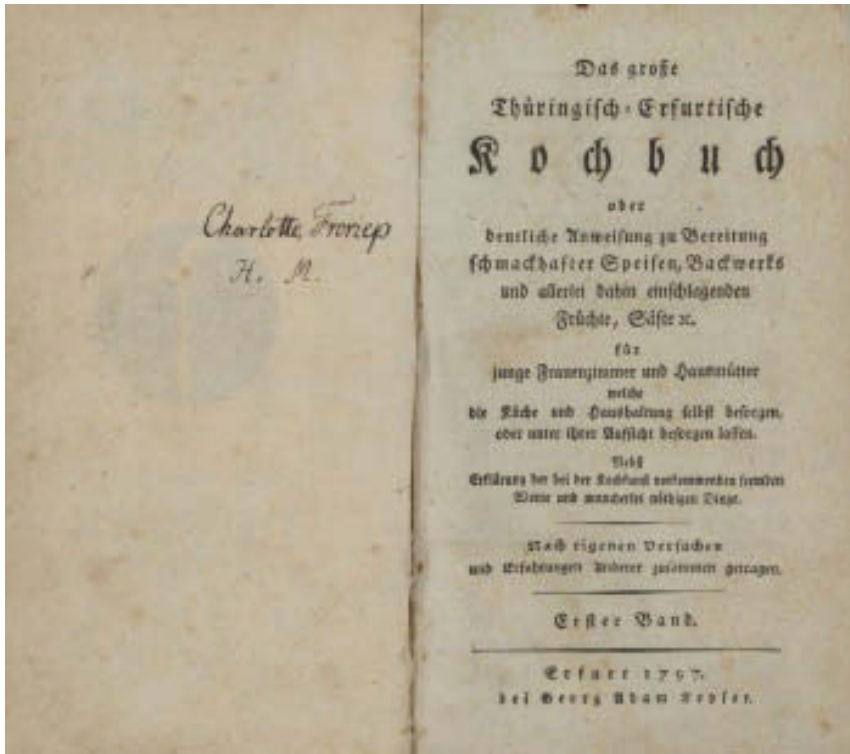 Charlotte Froriep
H. M.
Das große
Thüringisch-Erfurtische
Kochbuch
oder
deutliche Anweisung zu Bereitung
schmackhafter Speisen, Backwerks
und allerlei dahin einschlagenden
Früchte, Säfte ꝛc.
für
junge Frauenzimmer und Hausmütter
welche
die Küche und Haushaltung selbst besorgen,
oder unter ihrer Aufsicht besorgen lassen.
Nebst
Erklärung der bei der Kochkunst vorkommenden fremden
Worte und mancherlei nöthigen Dinge.
Nach eigenen Versuchen
und Erfahrungen Anderer zusammen getragen.
Erster Band.
Erfurt 1797.
bei Georg Adam Keyser.